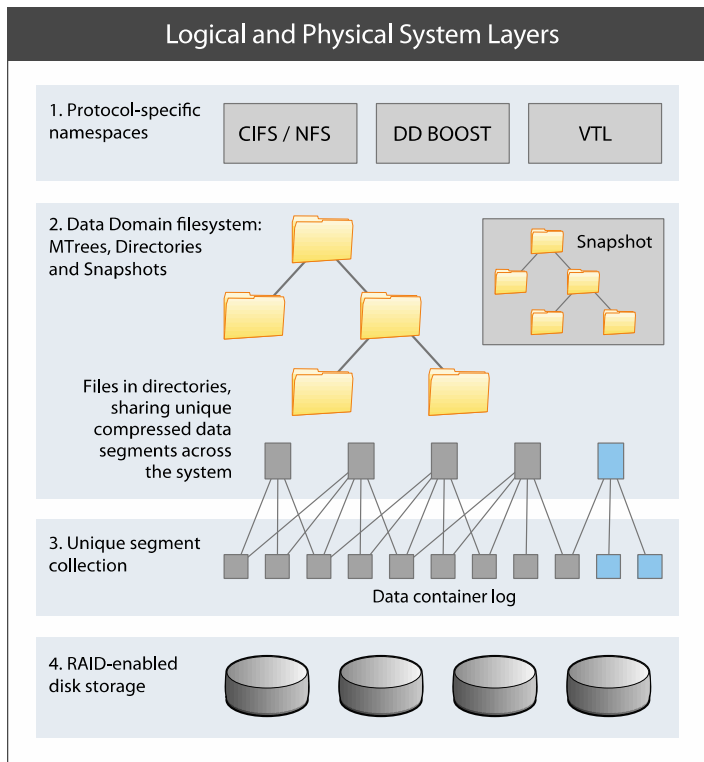 Logical and Physical System Layers
1. Protocol-specific
namespaces
CIFS / NFS
DD BOOST
VTL
2. Data Domain filesystem:
MTrees, Directories
and Snapshots
Snapshot
Files in directories,
sharing unique
compressed data
segments across
the system
3. Unique segment
collection
Data container log
4. RAID-enabled
disk storage